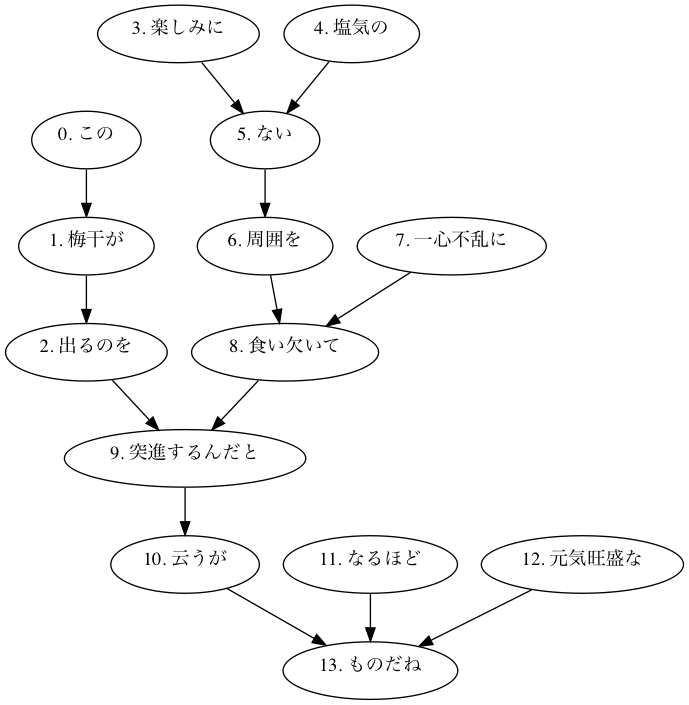 3. 楽しみに
4. 塩気の
0. この
5. ない
1. 梅干が
6. 周囲を
7. 一心不乱に
2. 出るのを
8. 食い欠いて
9. 突進するんだと
10. 云うが
11. なるほど
12. 元気旺盛な
13. ものだね